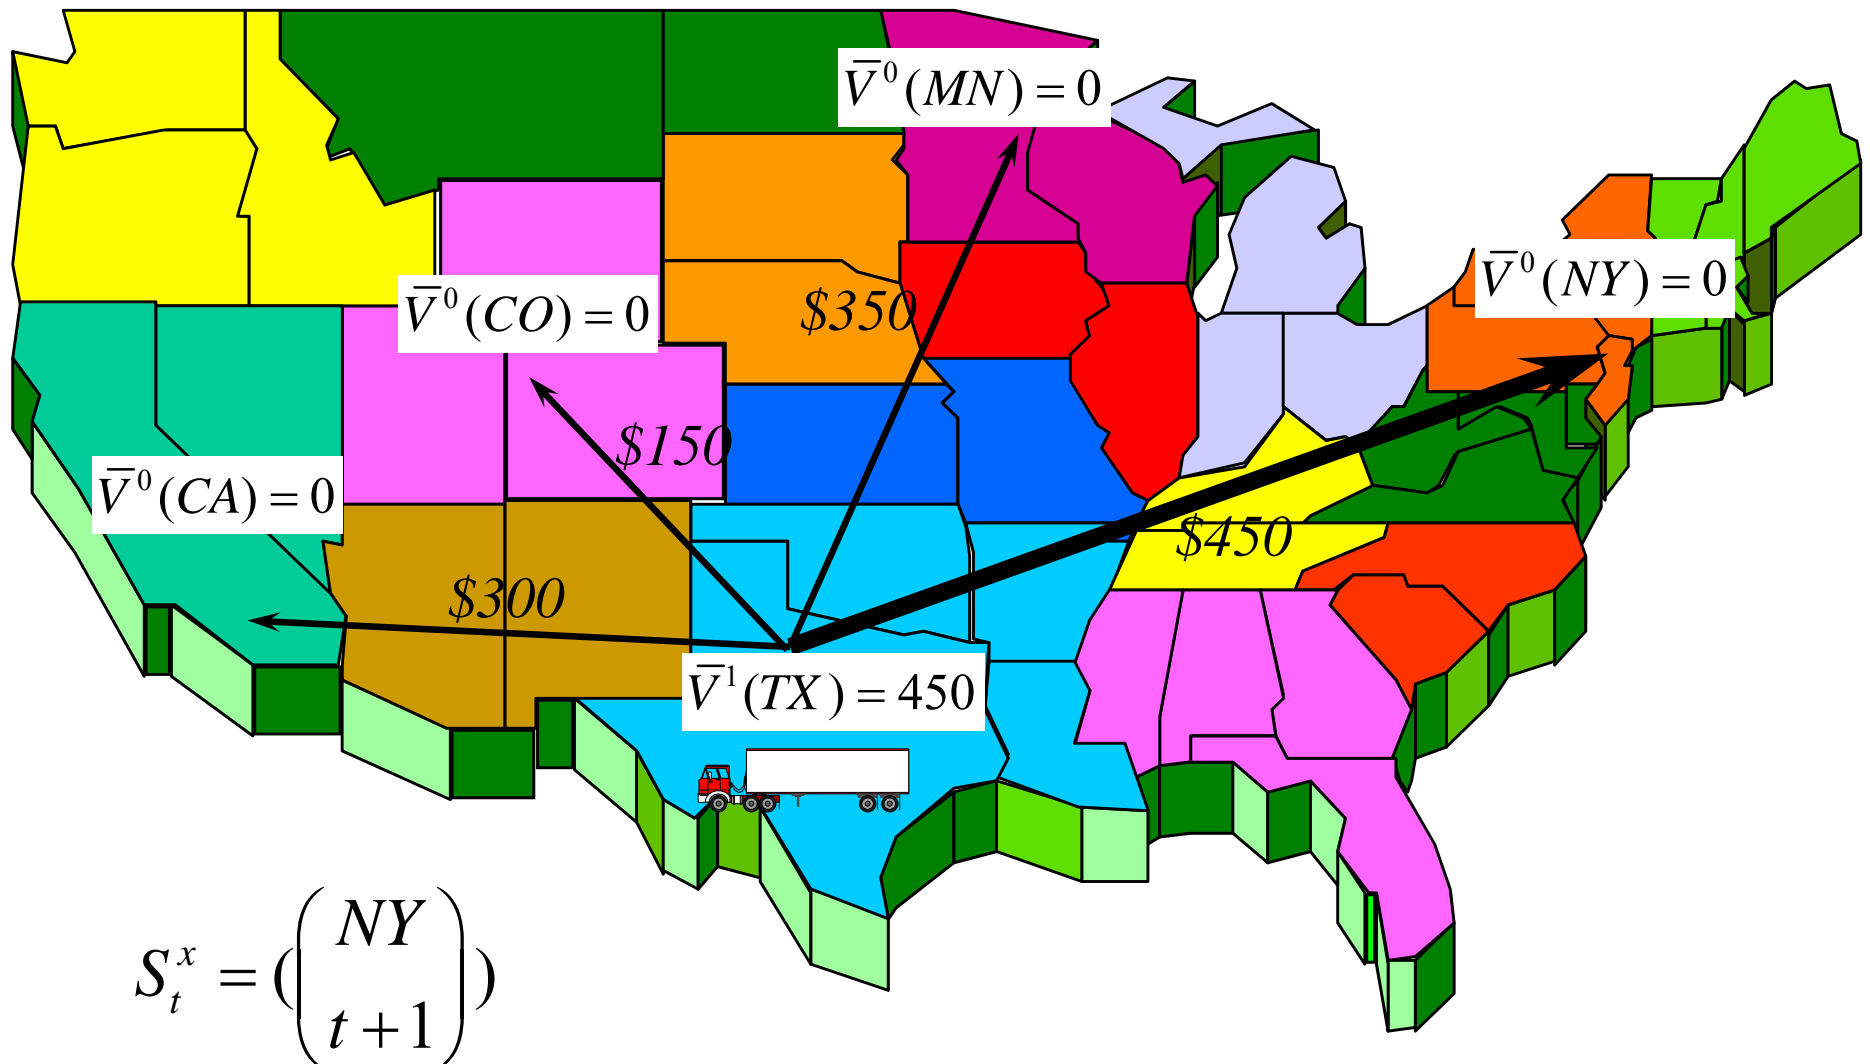 V̅⁰(MN) = 0
V̅⁰(NY) = 0
V̅⁰(CO) = 0
$350
$150
V̅⁰(CA) = 0
$450
$300
V̅¹(TX) = 450
NY
Sₜˣ = ( ( ) )
t + 1